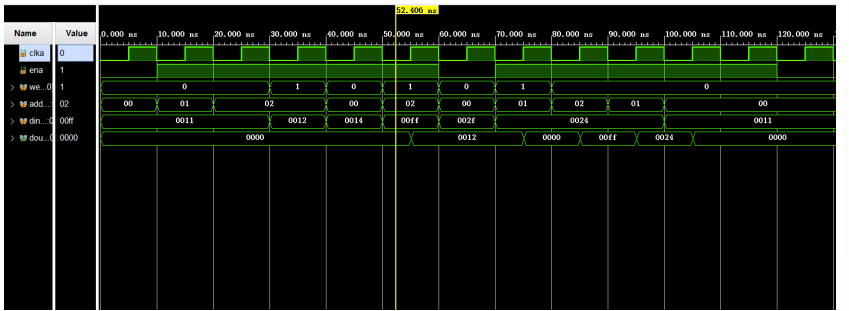 52.406 ns
Name Value 0.000 ns 10.000 ns 20.000 ns 30.000 ns 40.000 ns 50.000 ns 60.000 ns 70.000 ns 80.000 ns 90.000 ns 100.000 ns 110.000 ns 120.000 ns
clka 0
ena 1
we...0] 1 0 1 0 1 0 1 0
add...:0 02 00 01 02 00 02 00 01 02 01 00
din...:0 00ff 0011 0012 0014 00ff 002f 0024 0011
dou...0 0000 0000 0012 0000 00ff 0024 0000